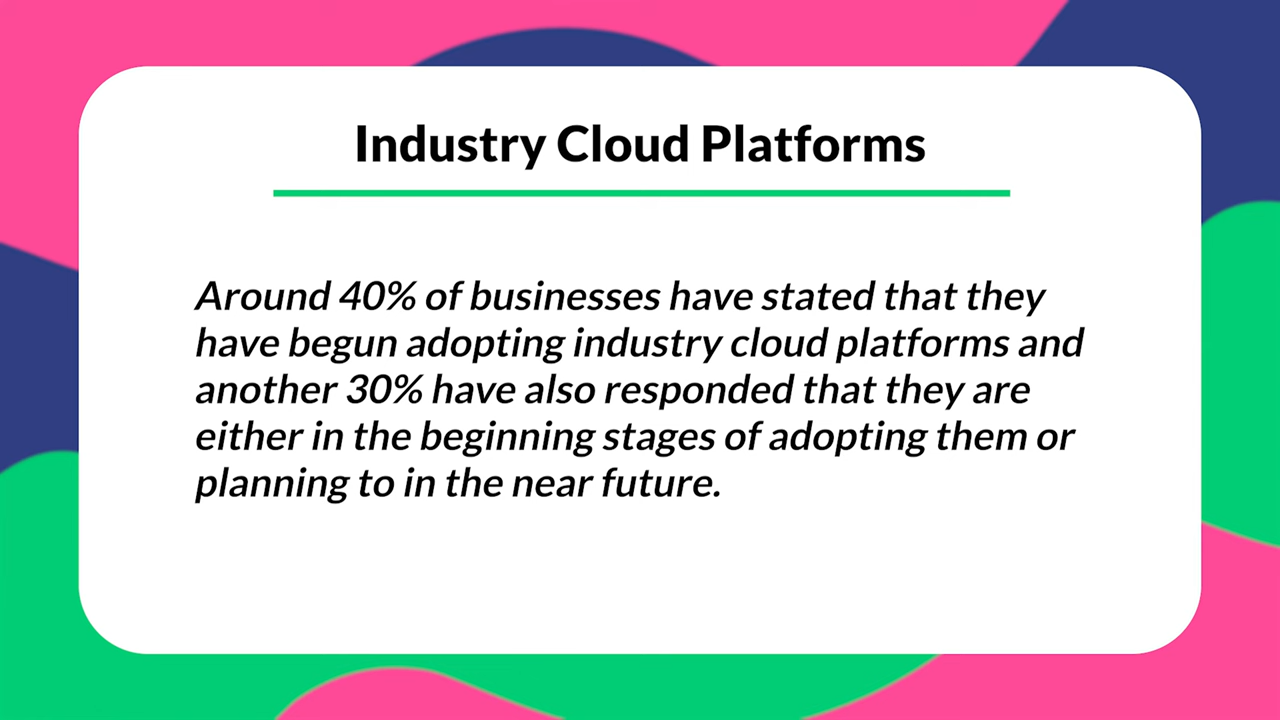 Industry Cloud Platforms
Around 40% of businesses have stated that they
have begun adopting industry cloud platforms and
another 30% have also responded that they are
either in the beginning stages of adopting them or
planning to in the near future.